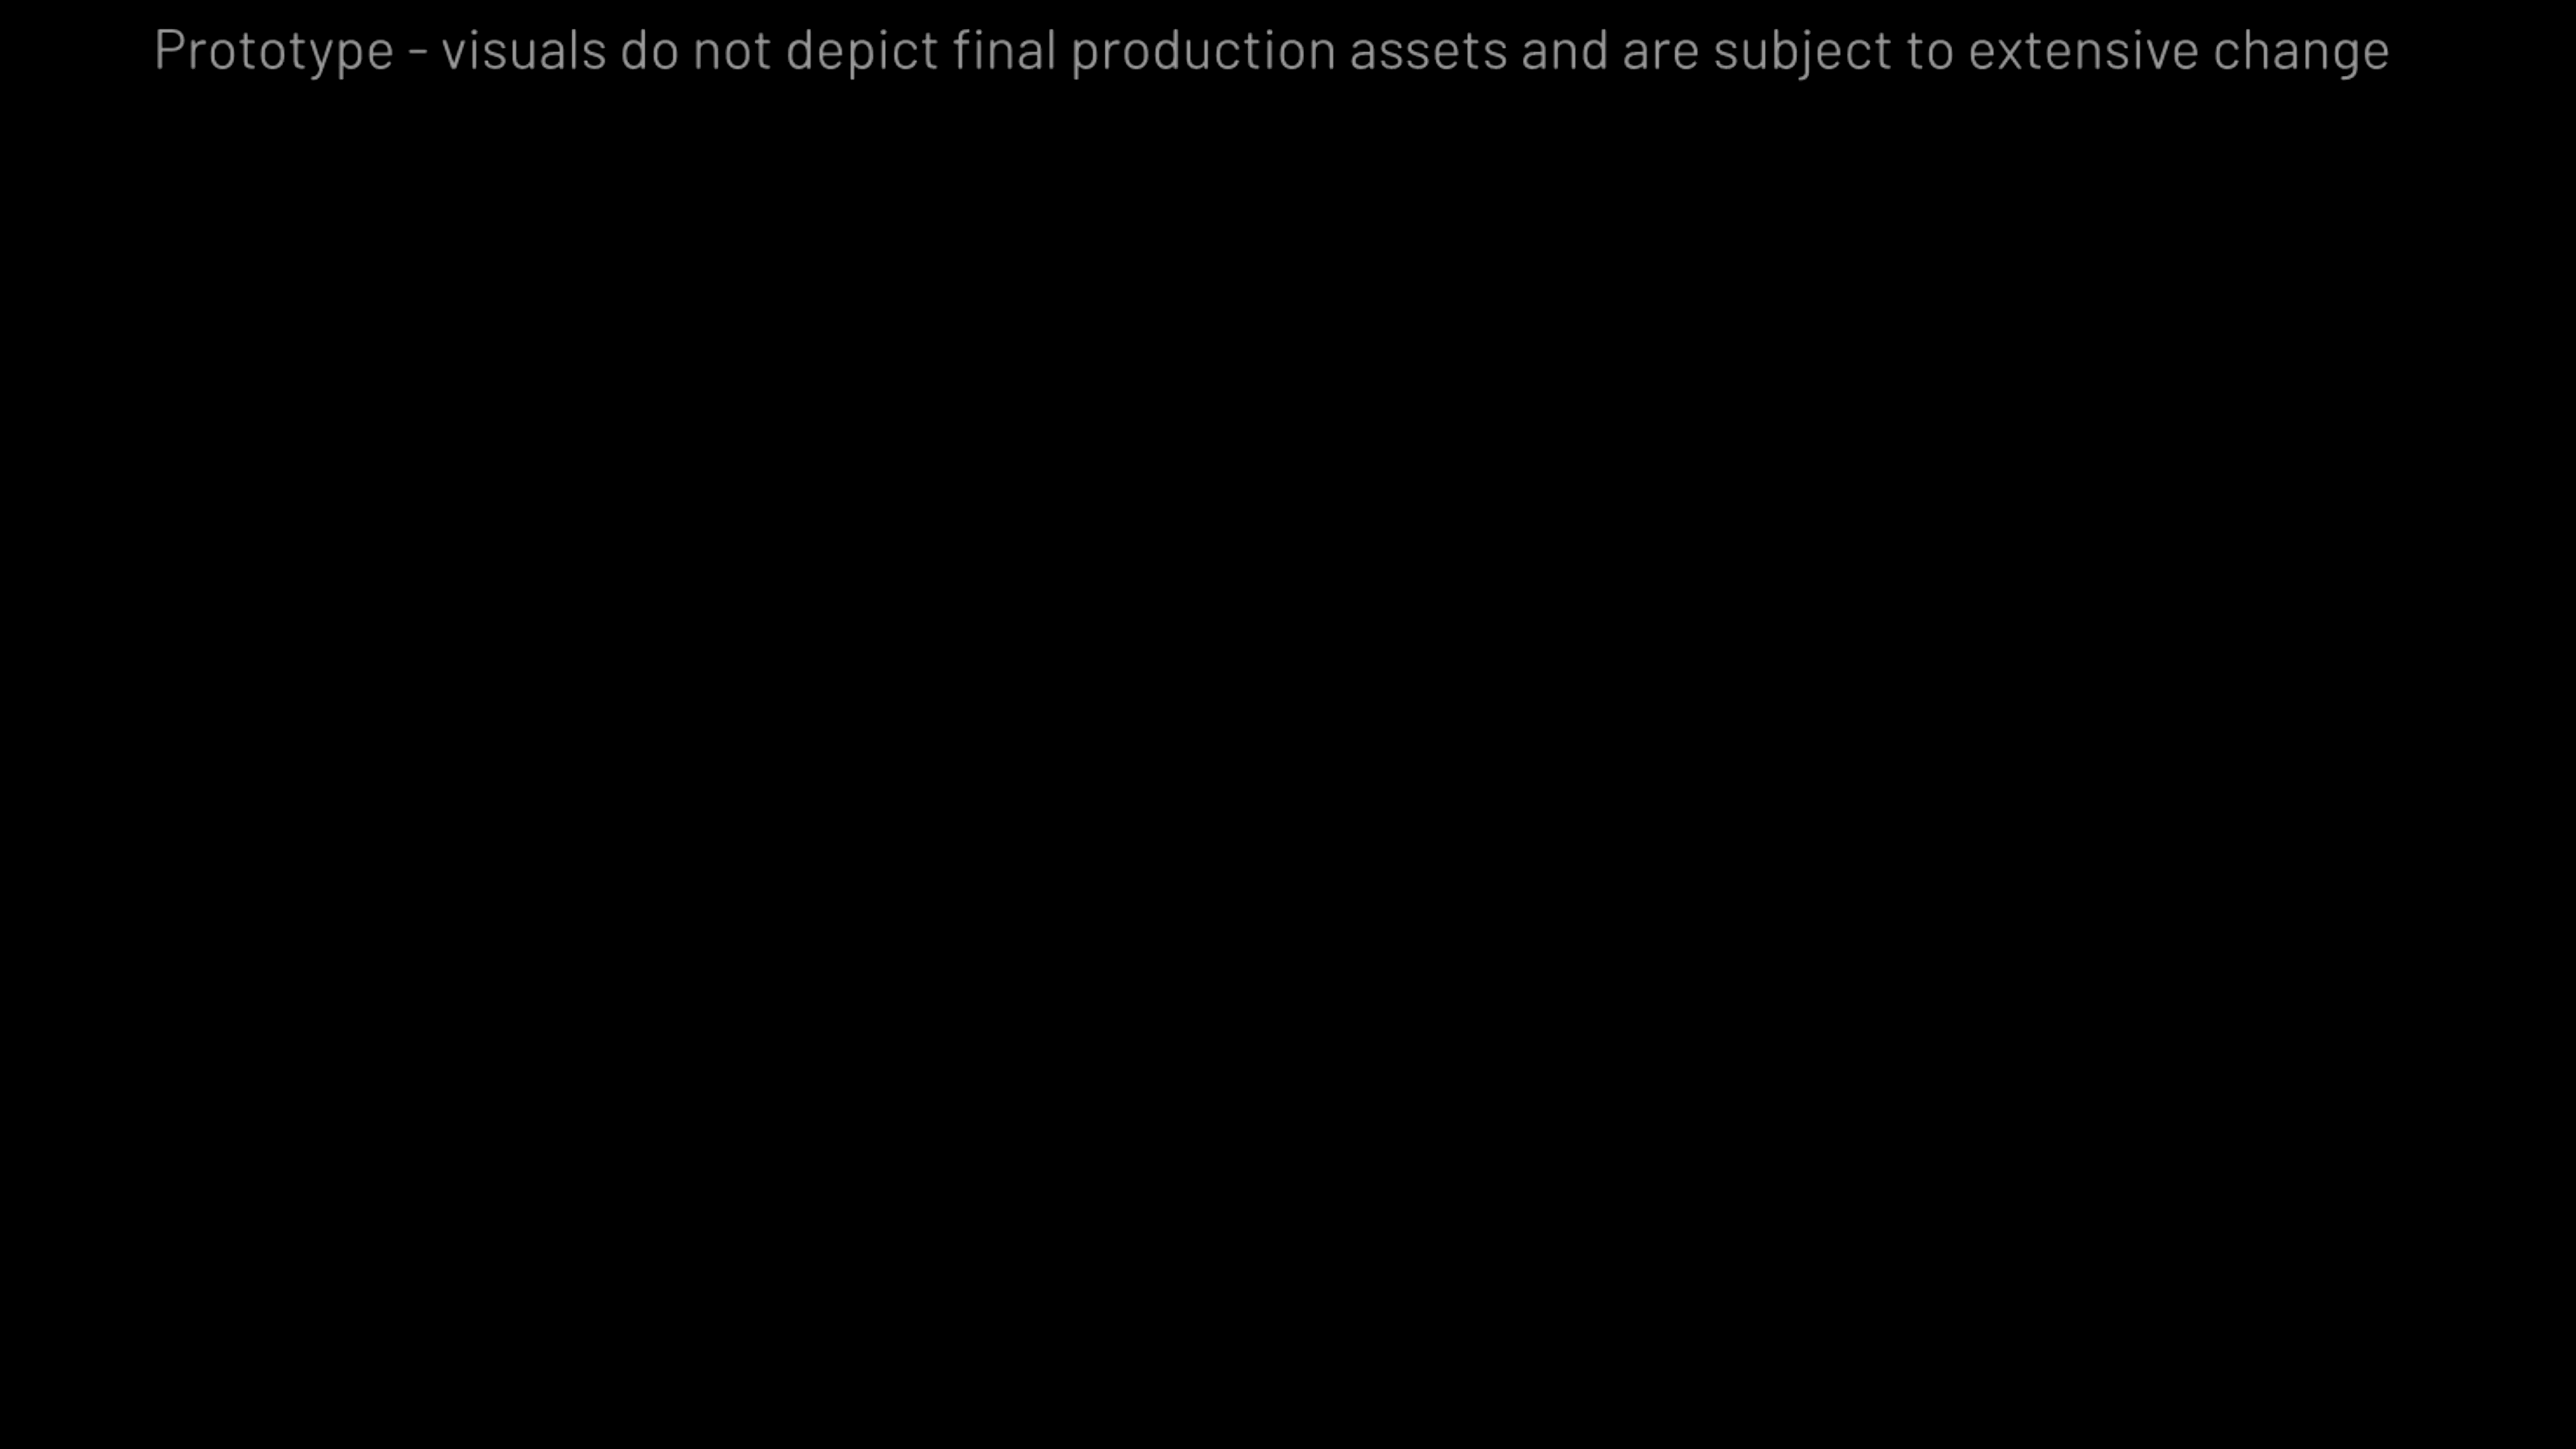 Prototype - visuals do not depict final production assets and are subject to extensive change